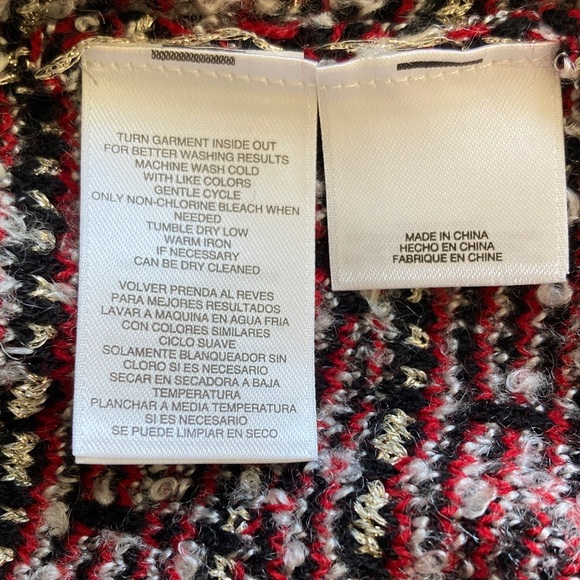 TURN GARMENT INSIDE OUT
FOR BETTER WASHING RESULTS
MACHINE WASH COLD
WITH LIKE COLORS
GENTLE CYCLE
ONLY NON-CHLORINE BLEACH WHEN
NEEDED
TUMBLE DRY LOW
WARM IRON
IF NECESSARY
CAN BE DRY CLEANED
VOLVER PRENDA AL REVES
PARA MEJORES RESULTADOS
LAVAR A MAQUINA EN AGUA FRIA
CON COLORES SIMILARES
CICLO SUAVE
SOLAMENTE BLANQUEADOR SIN
CLORO SI ES NECESARIO
SECAR EN SECADORA A BAJA
TEMPERATURA
PLANCHAR A MEDIA TEMPERATURA
SI ES NECESARIO
SE PUEDE LIMPIAR EN SECO
MADE IN CHINA
HECHO EN CHINA
FABRIQUE EN CHINE